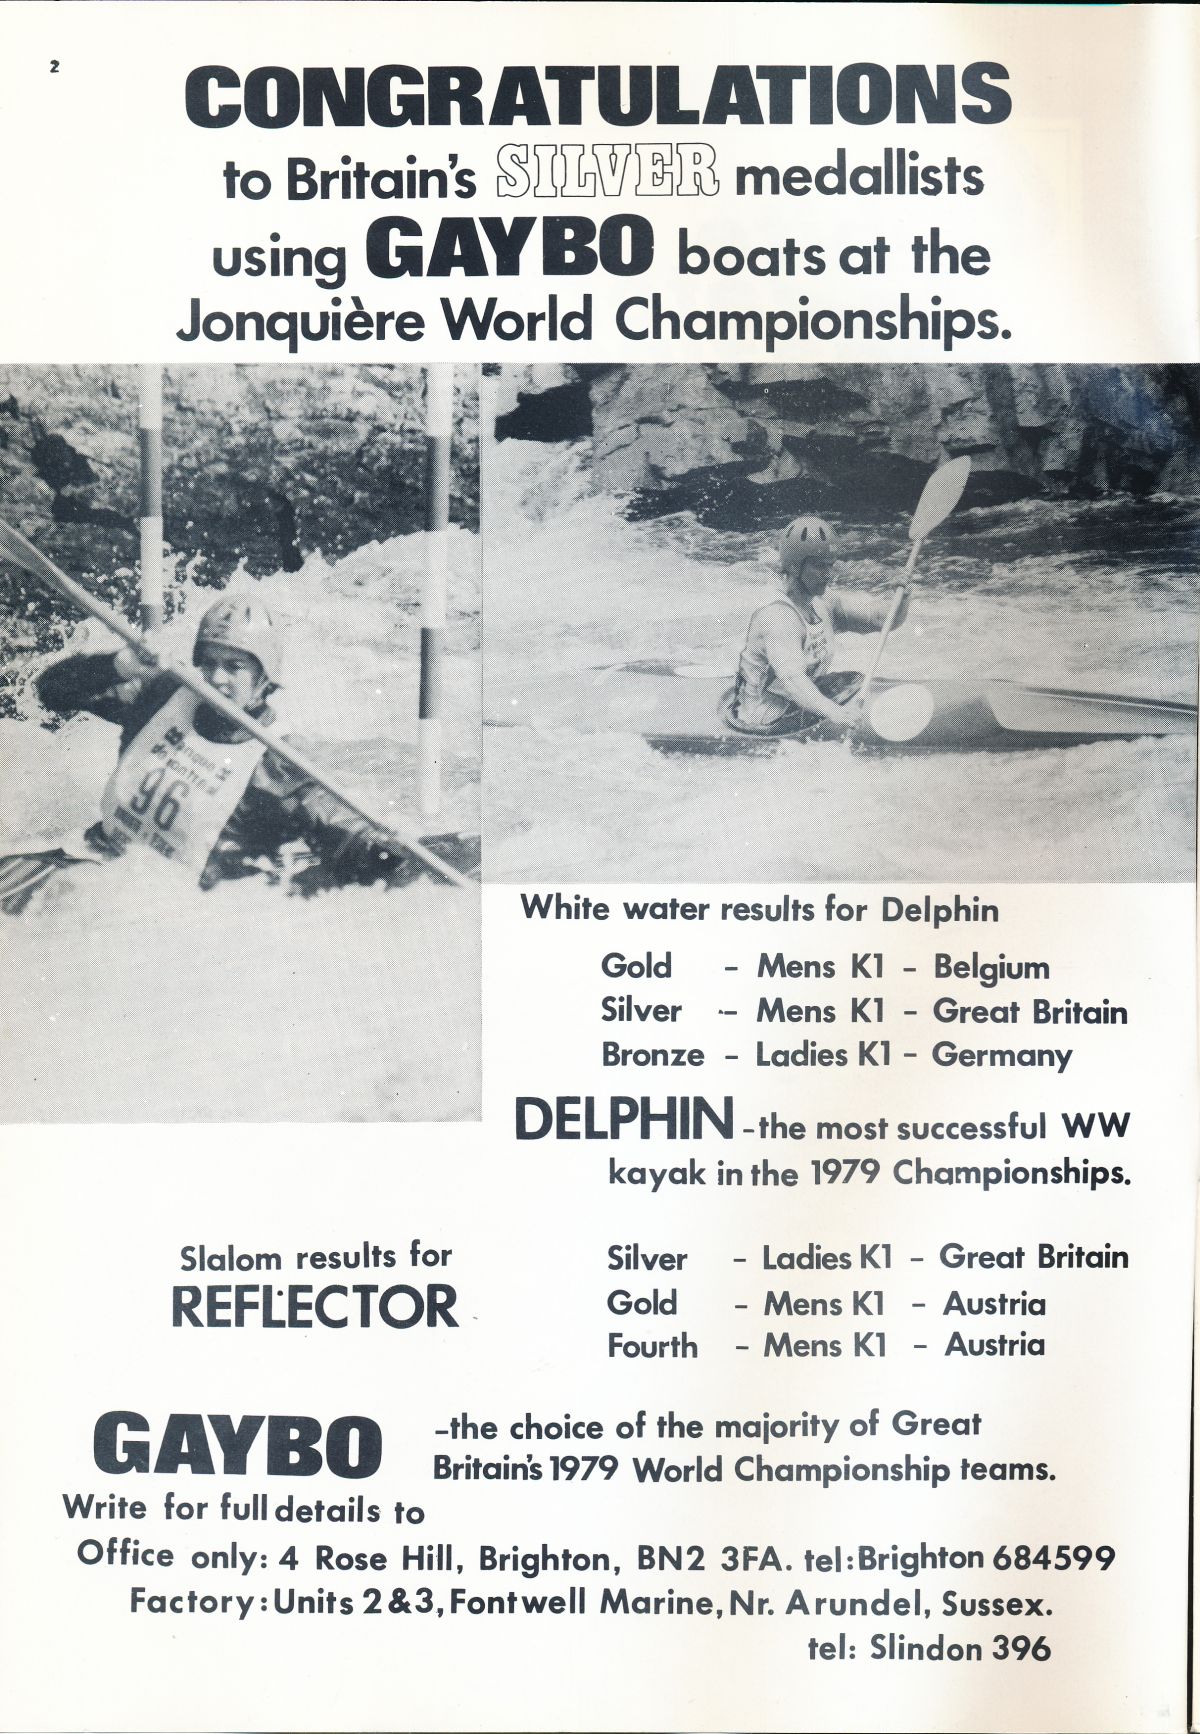 2
CONGRATULATIONS
to Britain's SILVER medallists
using GAYBO boats at the
Jonquière World Championships.
96
White water results for Delphin
Gold – Mens K1 – Belgium
Silver – Mens K1 – Great Britain
Bronze – Ladies K1 – Germany
DELPHIN –the most successful WW
kayak in the 1979 Championships.
Slalom results for
REFLECTOR
Silver – Ladies K1 – Great Britain
Gold – Mens K1 – Austria
Fourth – Mens K1 – Austria
GAYBO –the choice of the majority of Great
Britain's 1979 World Championship teams.
Write for full details to
Office only: 4 Rose Hill, Brighton, BN2 3FA. tel: Brighton 684599
Factory: Units 2 & 3, Fontwell Marine, Nr. Arundel, Sussex.
tel: Slindon 396